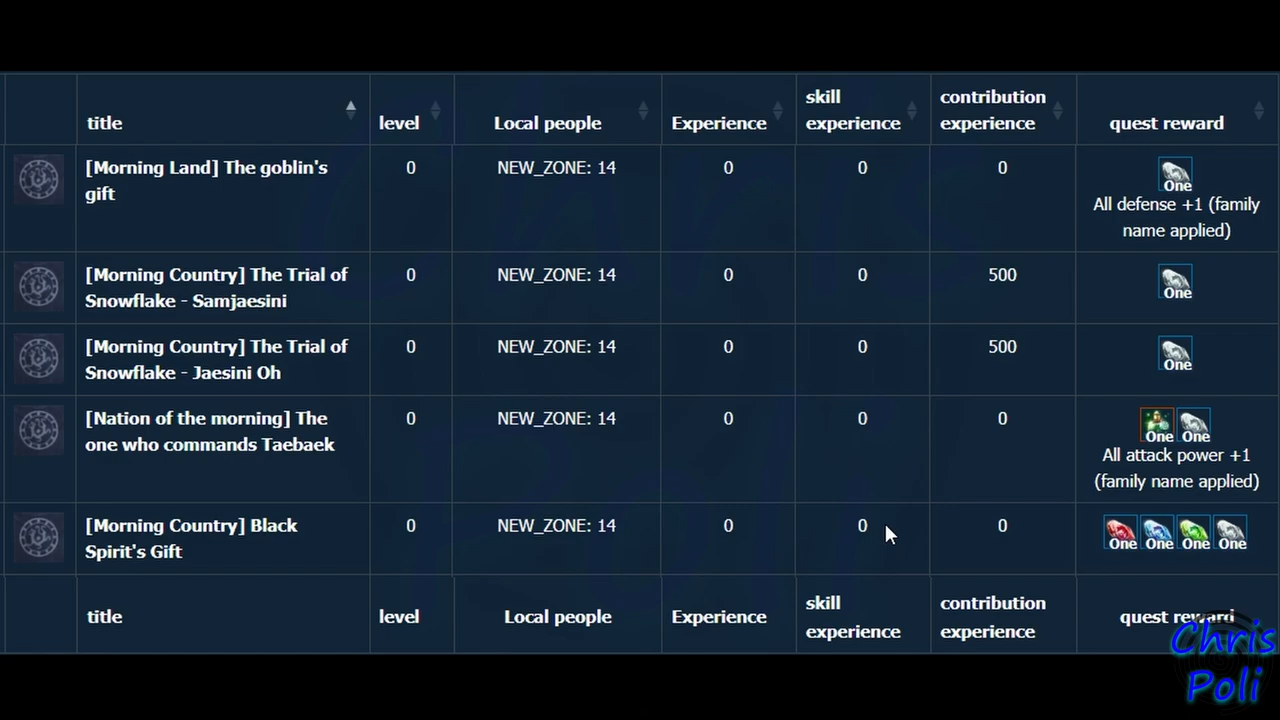 title level Local people Experience skill experience contribution experience quest reward
[Morning Land] The goblin's gift 0 NEW_ZONE: 14 0 0 0 One
All defense +1 (family name applied)
[Morning Country] The Trial of Snowflake - Samjaesini 0 NEW_ZONE: 14 0 0 500 One
[Morning Country] The Trial of Snowflake - Jaesini Oh 0 NEW_ZONE: 14 0 0 500 One
[Nation of the morning] The one who commands Taebaek 0 NEW_ZONE: 14 0 0 0 One One
All attack power +1 (family name applied)
[Morning Country] Black Spirit's Gift 0 NEW_ZONE: 14 0 0 0 One One One One
title level Local people Experience skill experience contribution experience quest reward
Chris
Poli